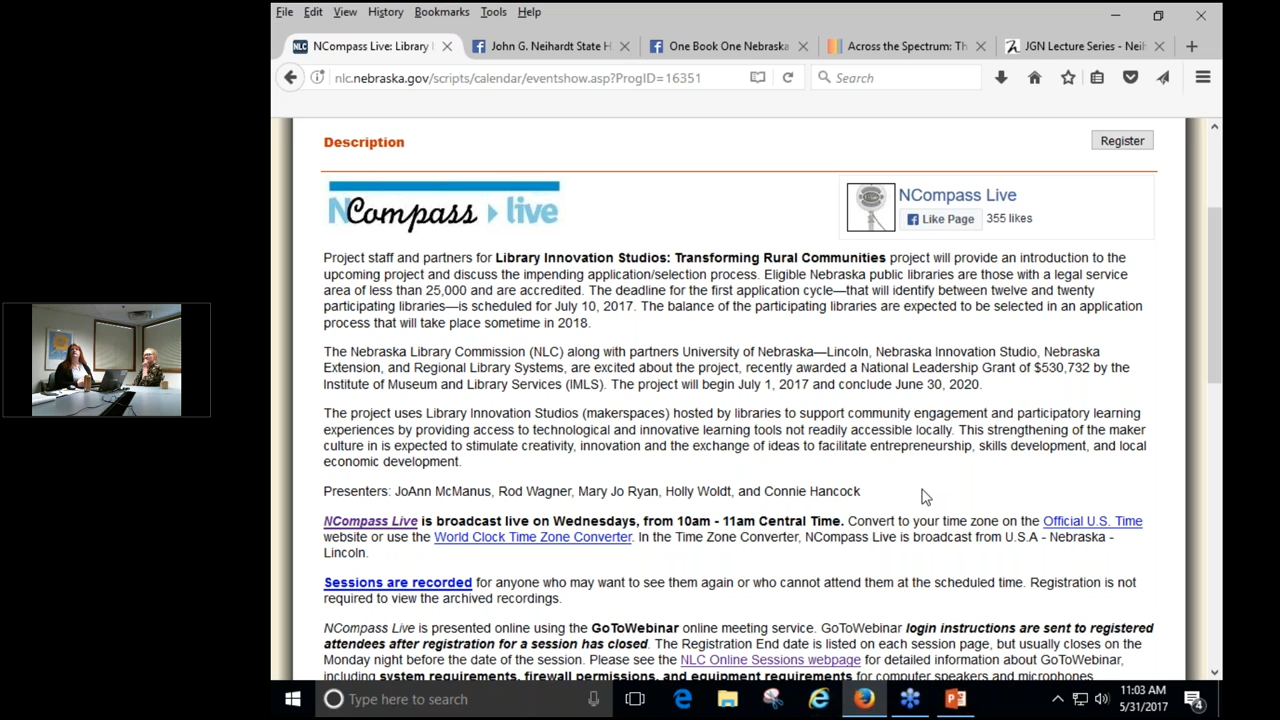 File Edit View History Bookmarks Tools Help
NCompass Live: Library
John G. Neihardt State H
One Book One Nebraska
Across the Spectrum: Th
JGN Lecture Series - Neih
nlc.nebraska.gov/scripts/calendar/eventshow.asp?ProgID=16351
Search
Description
Register
NCompass live
NCompass Live
Like Page 355 likes
Project staff and partners for Library Innovation Studios: Transforming Rural Communities project will provide an introduction to the
upcoming project and discuss the impending application/selection process. Eligible Nebraska public libraries are those with a legal service
area of less than 25,000 and are accredited. The deadline for the first application cycle—that will identify between twelve and twenty
participating libraries—is scheduled for July 10, 2017. The balance of the participating libraries are expected to be selected in an application
process that will take place sometime in 2018.
The Nebraska Library Commission (NLC) along with partners University of Nebraska—Lincoln, Nebraska Innovation Studio, Nebraska
Extension, and Regional Library Systems, are excited about the project, recently awarded a National Leadership Grant of $530,732 by the
Institute of Museum and Library Services (IMLS). The project will begin July 1, 2017 and conclude June 30, 2020.
The project uses Library Innovation Studios (makerspaces) hosted by libraries to support community engagement and participatory learning
experiences by providing access to technological and innovative learning tools not readily accessible locally. This strengthening of the maker
culture in is expected to stimulate creativity, innovation and the exchange of ideas to facilitate entrepreneurship, skills development, and local
economic development.
Presenters: JoAnn McManus, Rod Wagner, Mary Jo Ryan, Holly Woldt, and Connie Hancock
NCompass Live is broadcast live on Wednesdays, from 10am - 11am Central Time. Convert to your time zone on the Official U.S. Time
website or use the World Clock Time Zone Converter. In the Time Zone Converter, NCompass Live is broadcast from U.S.A - Nebraska -
Lincoln.
Sessions are recorded for anyone who may want to see them again or who cannot attend them at the scheduled time. Registration is not
required to view the archived recordings.
NCompass Live is presented online using the GoToWebinar online meeting service. GoToWebinar login instructions are sent to registered
attendees after registration for a session has closed. The Registration End date is listed on each session page, but usually closes on the
Monday night before the date of the session. Please see the NLC Online Sessions webpage for detailed information about GoToWebinar,
including system requirements, firewall permissions, and equipment requirements for computer speakers and microphones
Type here to search
11:03 AM
5/31/2017
4